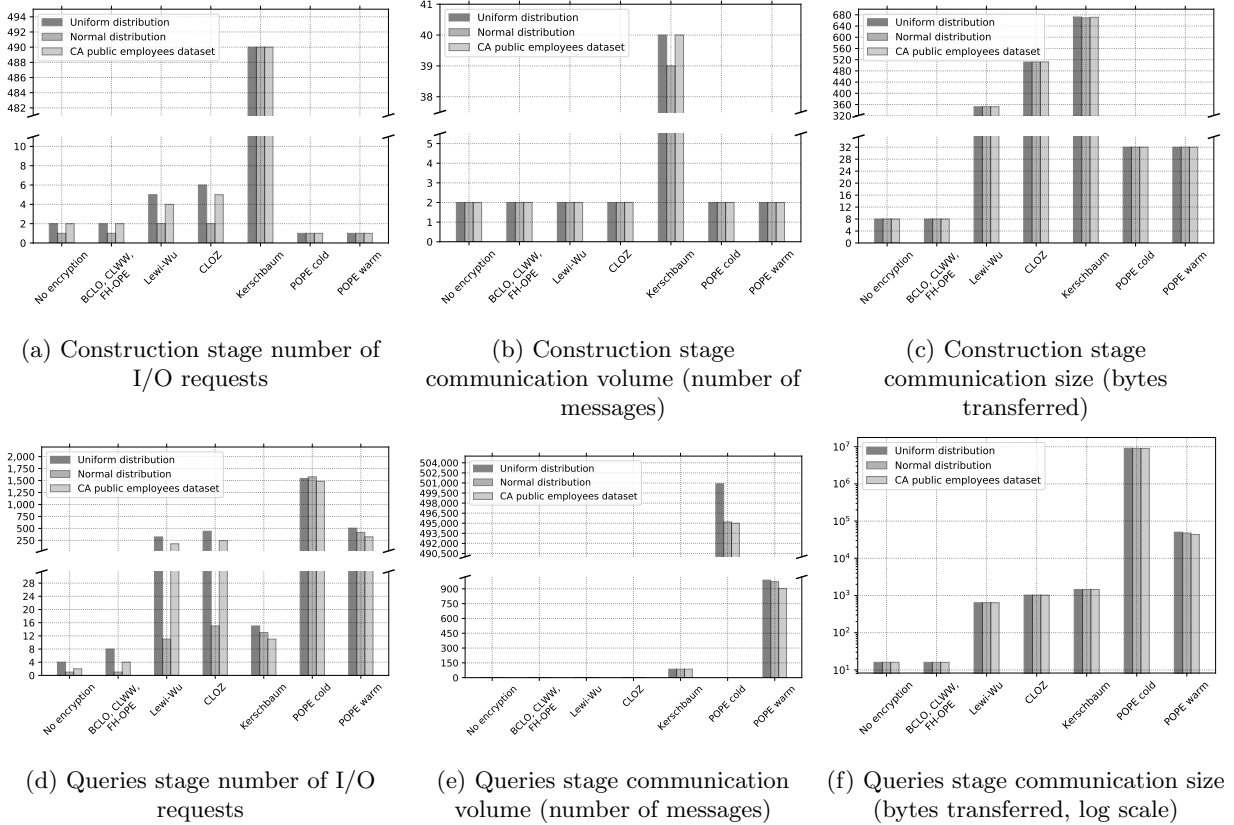 494
492
490
488
486
484
482
10
8
6
4
2
0
Uniform distribution
Normal distribution
CA public employees dataset
No encryption
BCLO, CLWW,
FH-OPE
Lewi-Wu
CLOZ
Kerschbaum
POPE cold
POPE warm
(a) Construction stage number of
I/O requests
41
40
39
38
5
4
3
2
1
0
Uniform distribution
Normal distribution
CA public employees dataset
No encryption
BCLO, CLWW,
FH-OPE
Lewi-Wu
CLOZ
Kerschbaum
POPE cold
POPE warm
(b) Construction stage
communication volume (number of
messages)
680
640
600
560
520
480
440
400
360
320
32
28
24
20
16
12
8
4
0
Uniform distribution
Normal distribution
CA public employees dataset
No encryption
BCLO, CLWW,
FH-OPE
Lewi-Wu
CLOZ
Kerschbaum
POPE cold
POPE warm
(c) Construction stage
communication size (bytes
transferred)
2,000
1,750
1,500
1,250
1,000
750
500
250
28
24
20
16
12
8
4
0
Uniform distribution
Normal distribution
CA public employees dataset
No encryption
BCLO, CLWW,
FH-OPE
Lewi-Wu
CLOZ
Kerschbaum
POPE cold
POPE warm
(d) Queries stage number of I/O
requests
504,000
502,500
501,000
499,500
498,000
496,500
495,000
493,500
492,000
490,500
900
750
600
450
300
150
0
Uniform distribution
Normal distribution
CA public employees dataset
No encryption
BCLO, CLWW,
FH-OPE
Lewi-Wu
CLOZ
Kerschbaum
POPE cold
POPE warm
(e) Queries stage communication
volume (number of messages)
10⁷
10⁶
10⁵
10⁴
10³
10²
10¹
Uniform distribution
Normal distribution
CA public employees dataset
No encryption
BCLO, CLWW,
FH-OPE
Lewi-Wu
CLOZ
Kerschbaum
POPE cold
POPE warm
(f) Queries stage communication size
(bytes transferred, log scale)